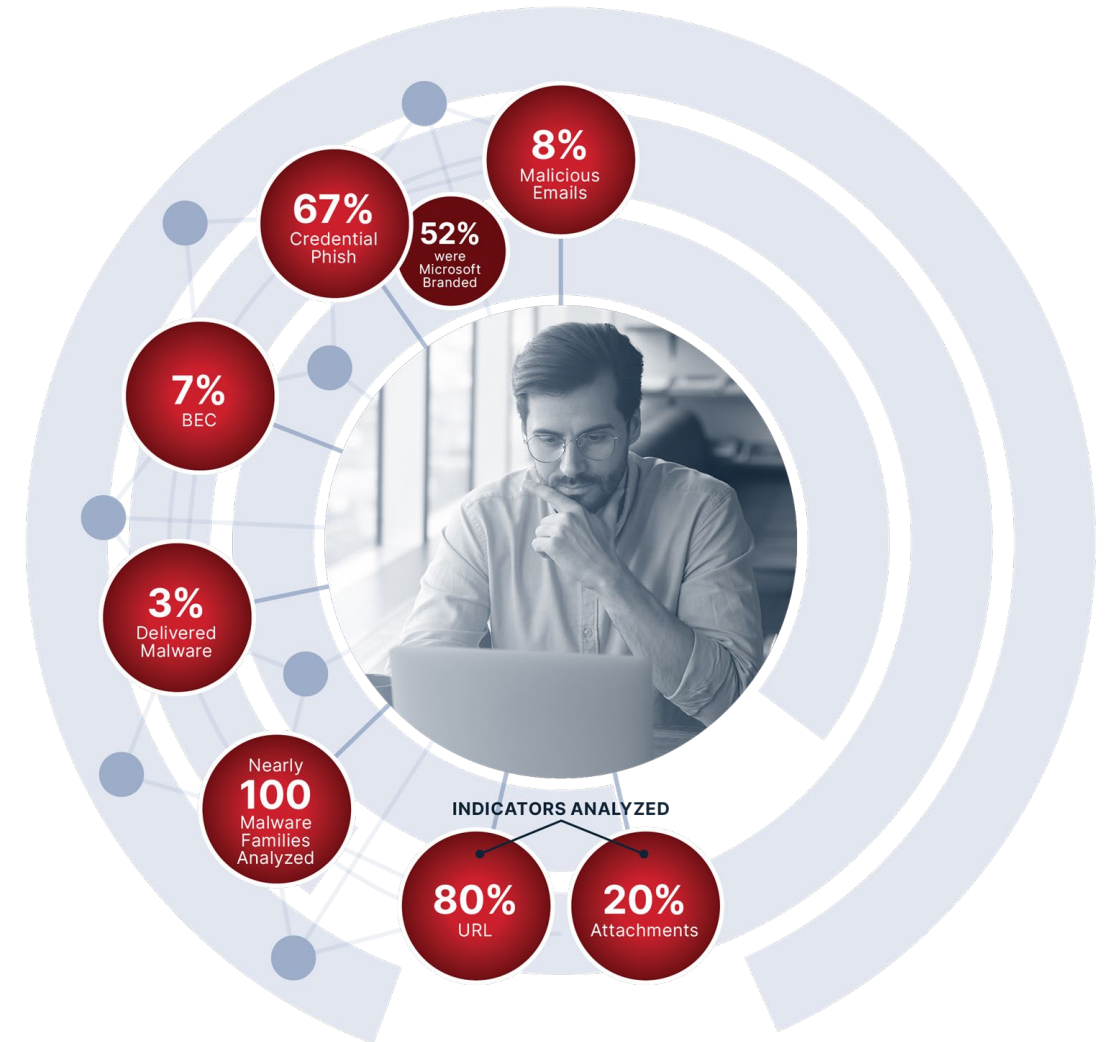 8%
Malicious
Emails
67%
Credential
Phish
52%
were
Microsoft
Branded
7%
BEC
3%
Delivered
Malware
Nearly
100
Malware
Families
Analyzed
INDICATORS ANALYZED
80%
URL
20%
Attachments